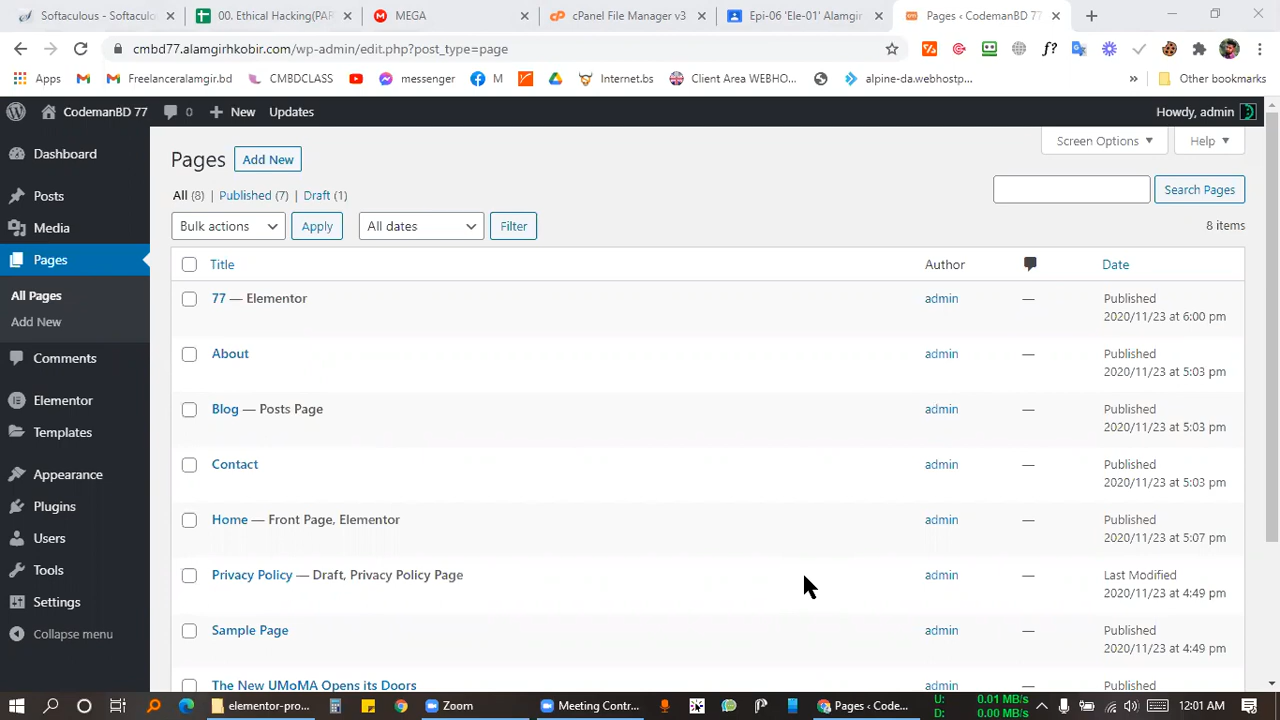 Softaculous - Softacul
00. Ethical Hacking(PAR
MEGA
cPanel File Manager v3
Epi-06 'Ele-01' Alamgir
Pages ‹ CodemanBD 77
cmbd77.alamgirhkobir.com/wp-admin/edit.php?post_type=page
Apps
Freelanceralamgir.bd
CMBDCLASS
messenger
M
Internet.bs
Client Area WEBHO...
alpine-da.webhostp...
»
Other bookmarks
CodemanBD 77
0
New
Updates
Howdy, admin
Dashboard
Posts
Media
Pages
All Pages
Add New
Comments
Elementor
Templates
Appearance
Plugins
Users
Tools
Settings
Collapse menu
Pages
Add New
Screen Options
Help
All (8) | Published (7) | Draft (1)
Search Pages
Bulk actions
Apply
All dates
Filter
8 items
Title
Author
Date
77 — Elementor
admin
—
Published
2020/11/23 at 6:00 pm
About
admin
—
Published
2020/11/23 at 5:03 pm
Blog — Posts Page
admin
—
Published
2020/11/23 at 5:03 pm
Contact
admin
—
Published
2020/11/23 at 5:03 pm
Home — Front Page, Elementor
admin
—
Published
2020/11/23 at 5:07 pm
Privacy Policy — Draft, Privacy Policy Page
admin
—
Last Modified
2020/11/23 at 4:49 pm
Sample Page
admin
—
Published
2020/11/23 at 4:49 pm
The New UMoMA Opens its Doors
elementor Class
Zoom
Meeting Contr...
Pages ‹ Code...
U: 0.01 MB/s
D: 0.00 MB/s
12:01 AM